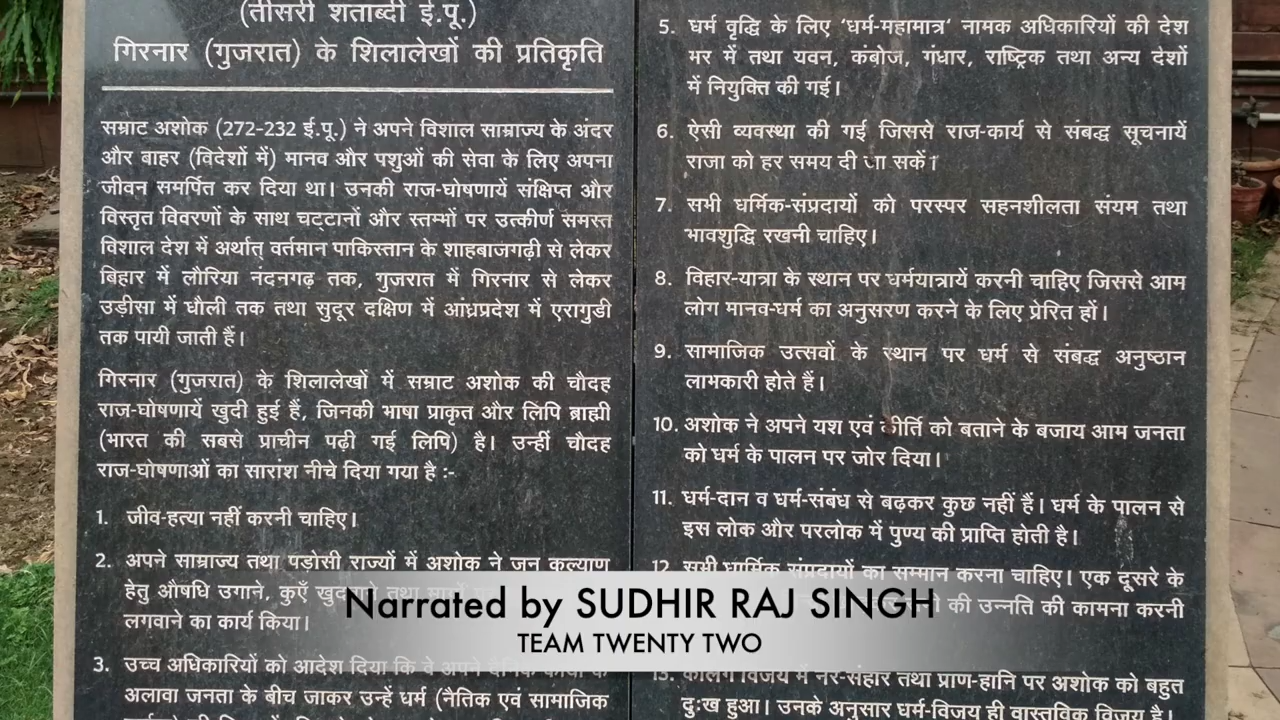 (तीसरी शताब्दी ई.पू.)
गिरनार (गुजरात) के शिलालेखों की प्रतिकृति
सम्राट अशोक (272-232 ई.पू.) ने अपने विशाल साम्राज्य के अंदर
और बाहर (विदेशों में) मानव और पशुओं की सेवा के लिए अपना
जीवन समर्पित कर दिया था। उनकी राज-घोषणायें संक्षिप्त और
विस्तृत विवरणों के साथ चट्टानों और स्तम्भों पर उत्कीर्ण समस्त
विशाल देश में अर्थात् वर्तमान पाकिस्तान के शाहबाजगढ़ी से लेकर
बिहार में लौरिया नंदनगढ़ तक, गुजरात में गिरनार से लेकर
उड़ीसा में धौली तक तथा सुदूर दक्षिण में आंध्रप्रदेश में एरागुडी
तक पायी जाती हैं।
गिरनार (गुजरात) के शिलालेखों में सम्राट अशोक की चौदह
राज-घोषणायें खुदी हुई हैं, जिनकी भाषा प्राकृत और लिपि ब्राह्मी
(भारत की सबसे प्राचीन पढ़ी गई लिपि) है। उन्हीं चौदह
राज-घोषणाओं का सारांश नीचे दिया गया है :-
1. जीव-हत्या नहीं करनी चाहिए।
2. अपने साम्राज्य तथा पड़ोसी राज्यों में अशोक ने जन कल्याण
हेतु औषधि उगाने, कुएँ तथा
लगवाने का कार्य किया।
3. उच्च अधिकारियों को आदेश दिया कि वे अपने
अलावा जनता के बीच जाकर उन्हें धर्म (नैतिक एवं सामाजिक
5. धर्म वृद्धि के लिए 'धर्म-महामात्र' नामक अधिकारियों की देश
भर में तथा यवन, कंबोज, गंधार, राष्ट्रिक तथा अन्य देशों
में नियुक्ति की गई।
6. ऐसी व्यवस्था की गई जिससे राज-कार्य से संबद्ध सूचनायें
राजा को हर समय दी जा सकें।
7. सभी धर्मिक-संप्रदायों को परस्पर सहनशीलता संयम तथा
भावशुद्धि रखनी चाहिए।
8. विहार-यात्रा के स्थान पर धर्मयात्रायें करनी चाहिए जिससे आम
लोग मानव-धर्म का अनुसरण करने के लिए प्रेरित हों।
9. सामाजिक उत्सवों के स्थान पर धर्म से संबद्ध अनुष्ठान
लाभकारी होते हैं।
10. अशोक ने अपने यश एवं कीर्ति को बताने के बजाय आम जनता
को धर्म के पालन पर जोर दिया।
11. धर्म-दान व धर्म-संबंध से बढ़कर कुछ नहीं हैं। धर्म के पालन से
इस लोक और परलोक में पुण्य की प्राप्ति होती है।
12. सभी धार्मिक संप्रदायों का सम्मान करना चाहिए। एक दूसरे के
की उन्नति की कामना करनी
13. कलिंग विजय में नर-संहार तथा प्राण-हानि पर अशोक को बहुत
दुःख हुआ। उनके अनुसार धर्म-विजय ही वास्तविक विजय है।
Narrated by SUDHIR RAJ SINGH
TEAM TWENTY TWO